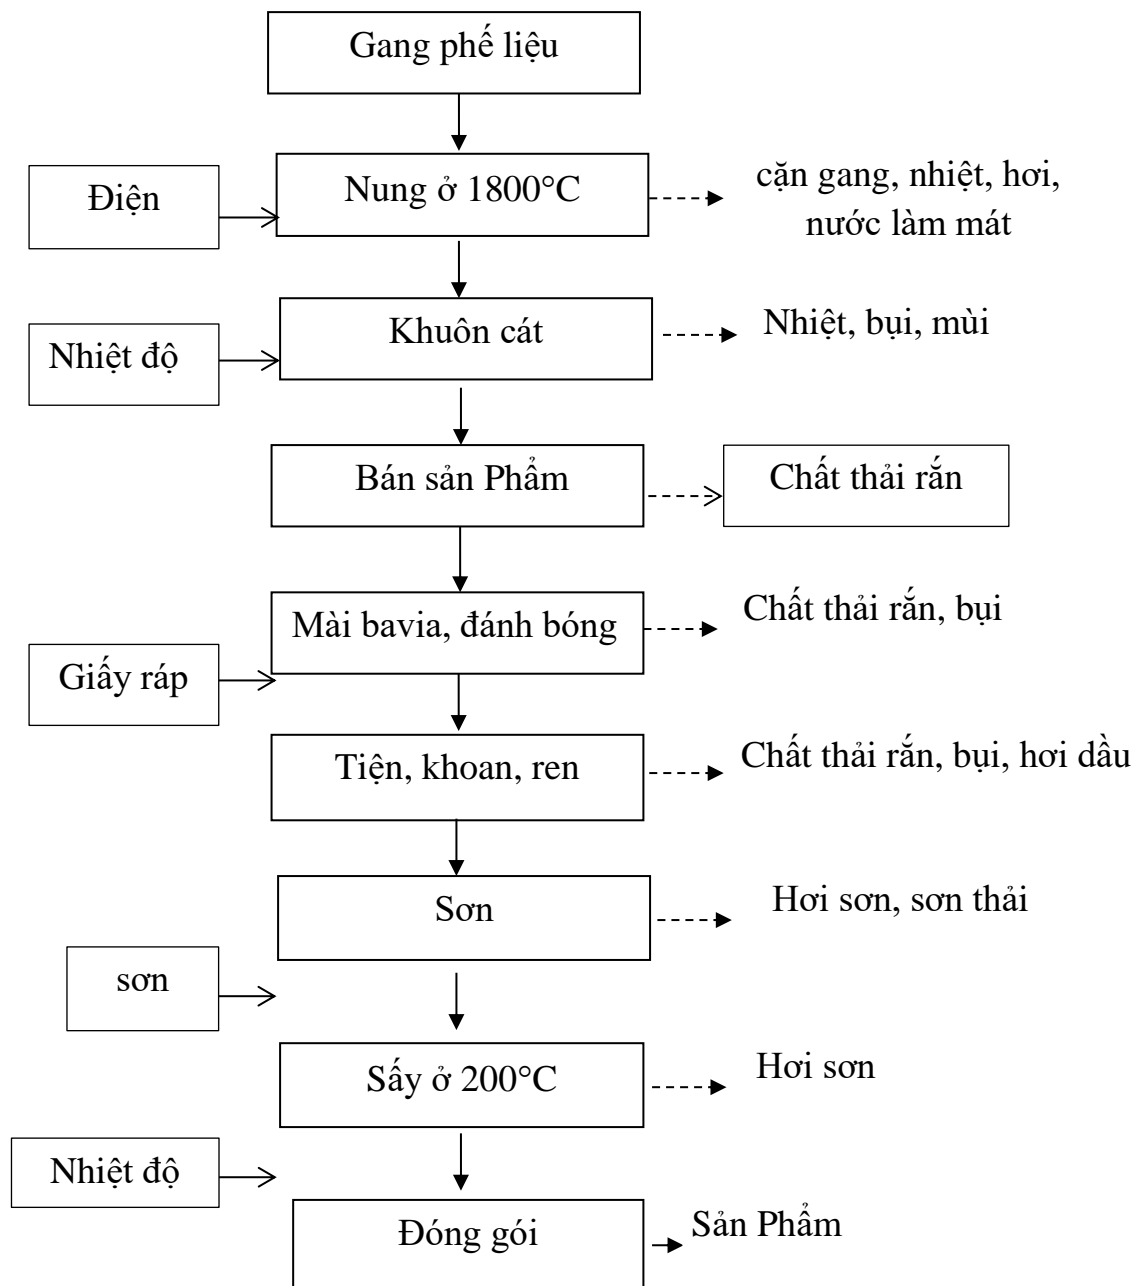 Gang phế liệu
Điện
Nung ở 1800°C
cặn gang, nhiệt, hơi,
nước làm mát
Nhiệt độ
Khuôn cát
Nhiệt, bụi, mùi
Bán sản Phẩm
Chất thải rắn
Mài bavia, đánh bóng
Chất thải rắn, bụi
Giấy ráp
Tiện, khoan, ren
Chất thải rắn, bụi, hơi dầu
Sơn
Hơi sơn, sơn thải
sơn
Sấy ở 200°C
Hơi sơn
Nhiệt độ
Đóng gói
Sản Phẩm